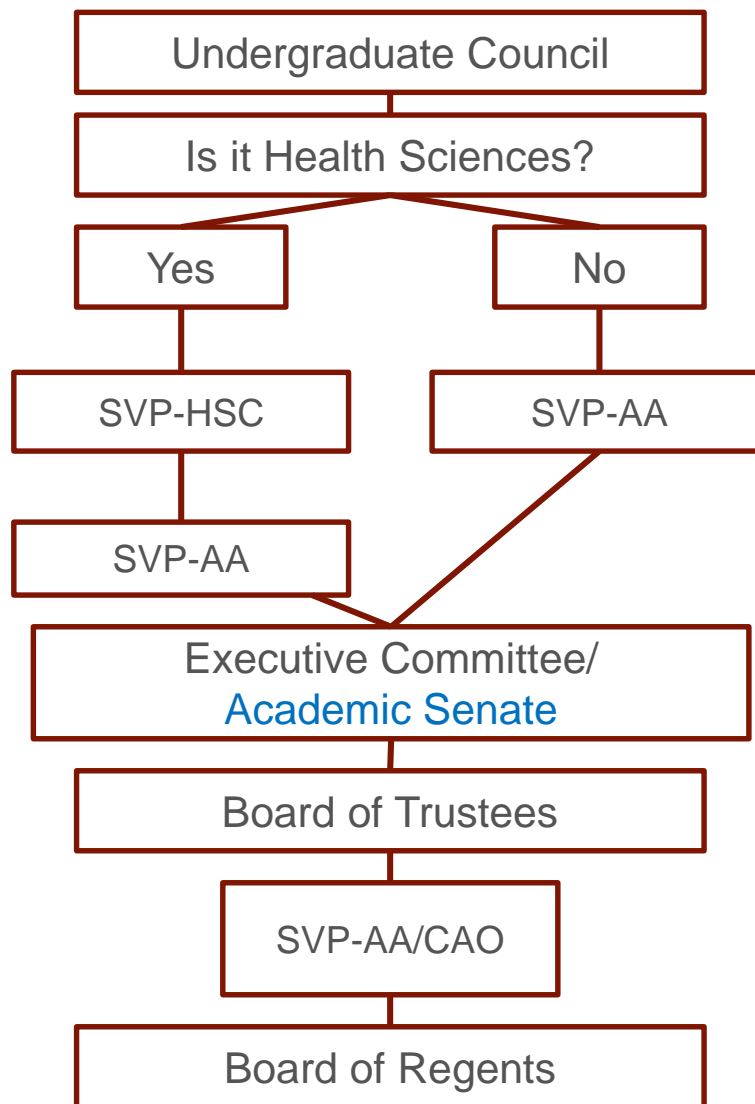 Undergraduate Council
Is it Health Sciences?
Yes
No
SVP-HSC
SVP-AA
SVP-AA
Executive Committee/
Academic Senate
Board of Trustees
SVP-AA/CAO
Board of Regents